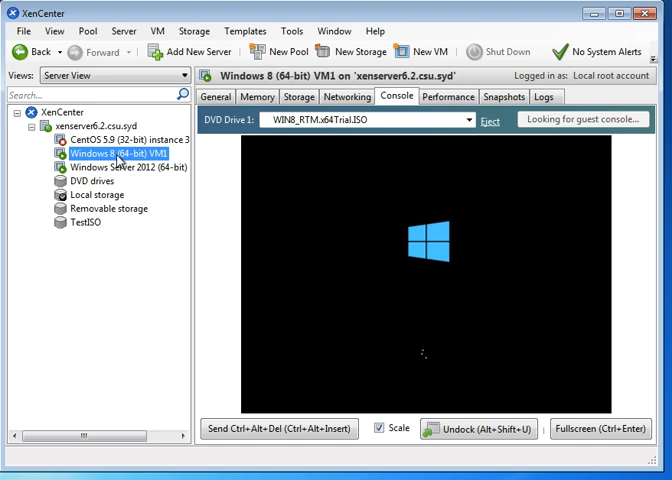 XenCenter
File View Pool Server VM Storage Templates Tools Window Help
Back Forward Add New Server New Pool New Storage New VM Shut Down No System Alerts
Views: Server View
Windows 8 (64-bit) VM1 on 'xenserver6.2.csu.syd' Logged in as: Local root account
Search...
General Memory Storage Networking Console Performance Snapshots Logs
XenCenter
DVD Drive 1: WIN8_RTM.x64Trial.ISO Eject Looking for guest console...
xenserver6.2.csu.syd
CentOS 5.9 (32-bit) instance 3
Windows 8 (64-bit) VM1
Windows Server 2012 (64-bit)
DVD drives
Local storage
Removable storage
TestISO
Send Ctrl+Alt+Del (Ctrl+Alt+Insert) Scale Undock (Alt+Shift+U) Fullscreen (Ctrl+Enter)